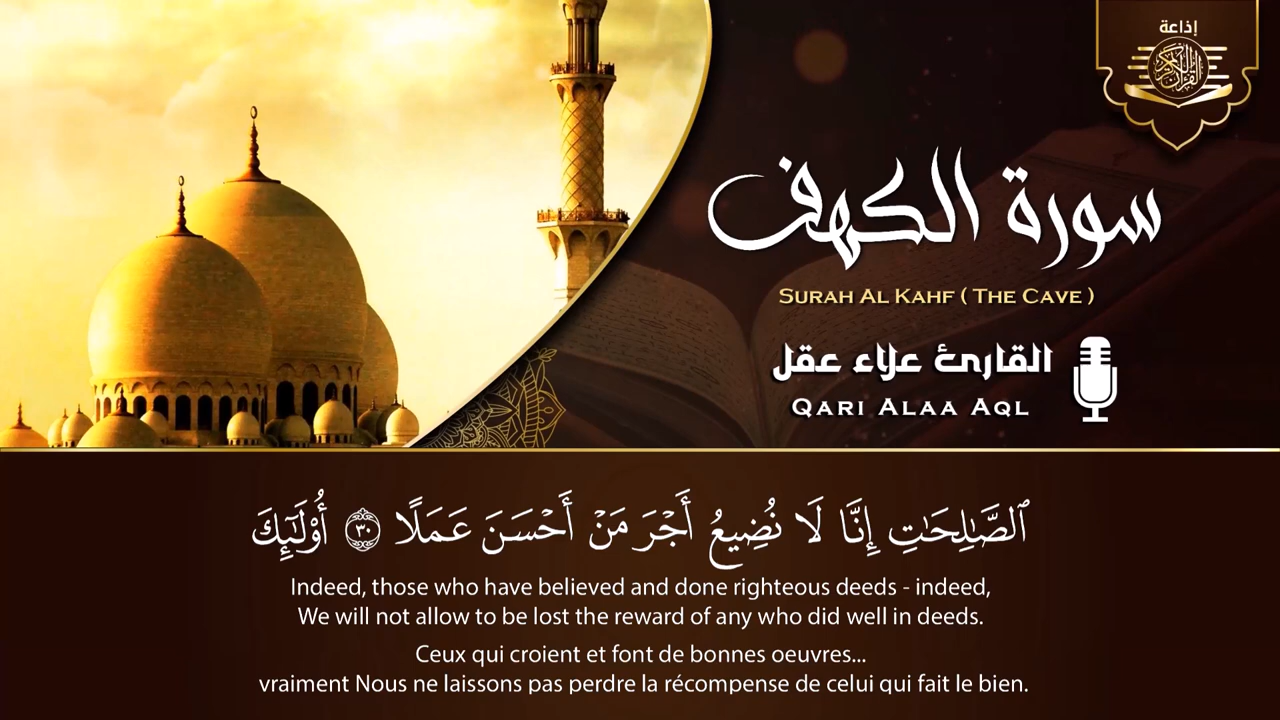 إذاعة
القرآن الكريم
سورة الكهف
SURAH AL KAHF ( THE CAVE )
القارئ علاء عقل
QARI ALAA AQL
ٱلصَّـٰلِحَـٰتِ إِنَّا لَا نُضِيعُ أَجْرَ مَنْ أَحْسَنَ عَمَلًا ٣٠ أُو۟لَـٰٓئِكَ
Indeed, those who have believed and done righteous deeds - indeed,
We will not allow to be lost the reward of any who did well in deeds.
Ceux qui croient et font de bonnes oeuvres...
vraiment Nous ne laissons pas perdre la récompense de celui qui fait le bien.